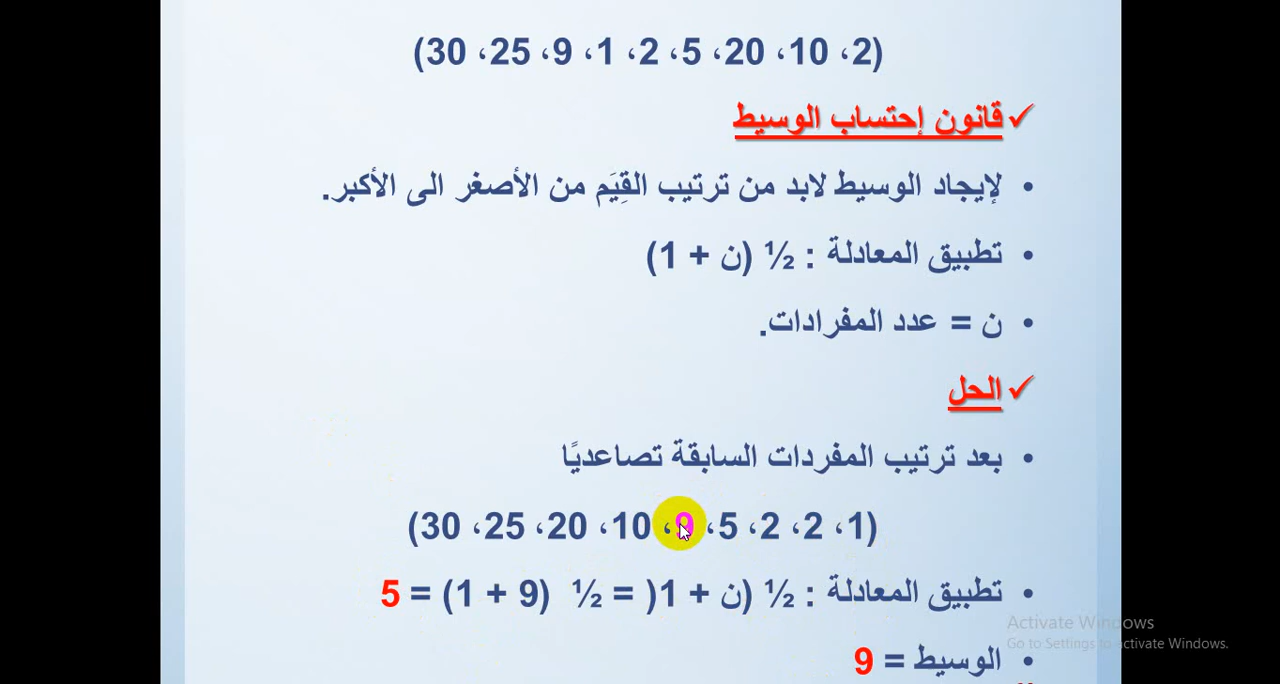 (2، 10، 20، 5، 2، 1، 9، 25، 30)
✓ قانون إحتساب الوسيط
• لإيجاد الوسيط لابد من ترتيب القِيَم من الأصغر الى الأكبر.
• تطبيق المعادلة : ½ (ن + 1)
• ن = عدد المفرادات.
✓ الحل
• بعد ترتيب المفردات السابقة تصاعديًا
(1، 2، 2، 5، 9، 10، 20، 25، 30)
• تطبيق المعادلة : ½ (ن + 1) = ½ (9 + 1) = 5
Activate Windows
Go to Settings to activate Windows.
• الوسيط = 9